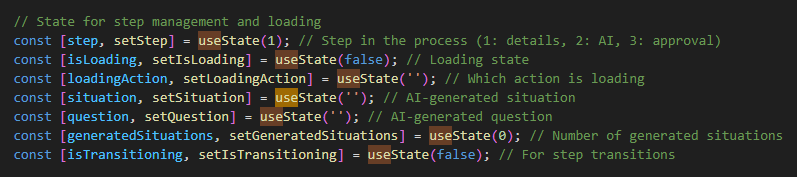 // State for step management and loading
const [step, setStep] = useState(1); // Step in the process (1: details, 2: AI, 3: approval)
const [isLoading, setIsLoading] = useState(false); // Loading state
const [loadingAction, setLoadingAction] = useState(''); // Which action is loading
const [situation, setSituation] = useState(''); // AI-generated situation
const [question, setQuestion] = useState(''); // AI-generated question
const [generatedSituations, setGeneratedSituations] = useState(0); // Number of generated situations
const [isTransitioning, setIsTransitioning] = useState(false); // For step transitions